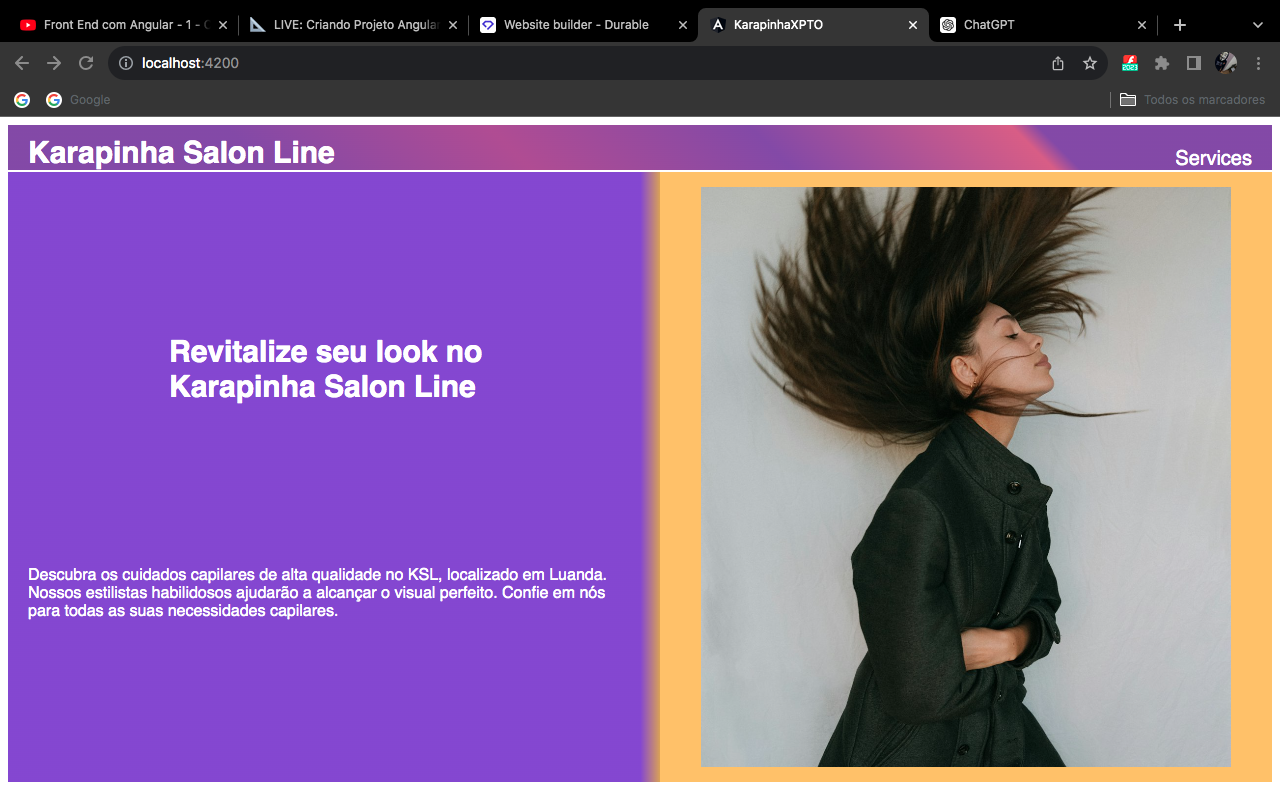 Front End com Angular - 1 - C
LIVE: Criando Projeto Angular
Website builder - Durable
KarapinhaXPTO
ChatGPT
localhost:4200
2023
Google
Todos os marcadores
Karapinha Salon Line
Services
Revitalize seu look no
Karapinha Salon Line
Descubra os cuidados capilares de alta qualidade no KSL, localizado em Luanda.
Nossos estilistas habilidosos ajudarão a alcançar o visual perfeito. Confie em nós
para todas as suas necessidades capilares.